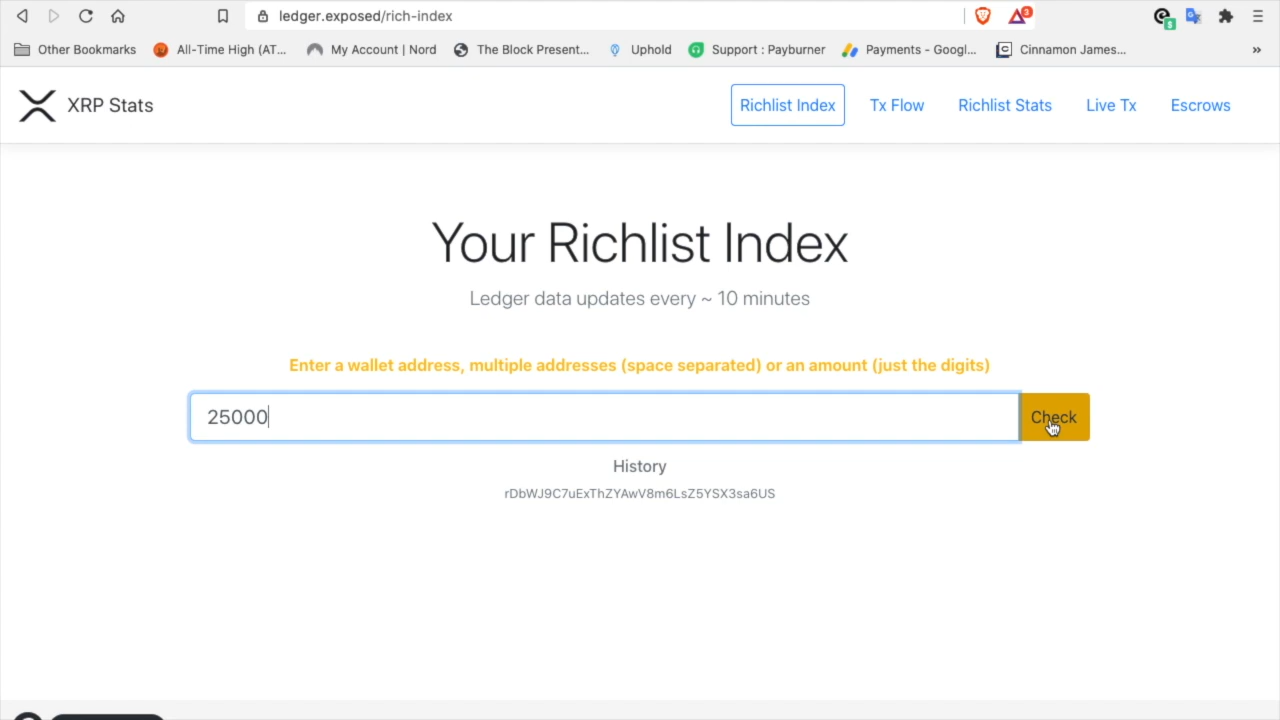 ledger.exposed/rich-index
3
$
Other Bookmarks All-Time High (AT... My Account | Nord The Block Present... Uphold Support : Payburner Payments - Googl... Cinnamon James... »
XRP Stats Richlist Index Tx Flow Richlist Stats Live Tx Escrows
Your Richlist Index
Ledger data updates every ~ 10 minutes
Enter a wallet address, multiple addresses (space separated) or an amount (just the digits)
25000 Check
History
rDbWJ9C7uExThZYAwV8m6LsZ5YSX3sa6US